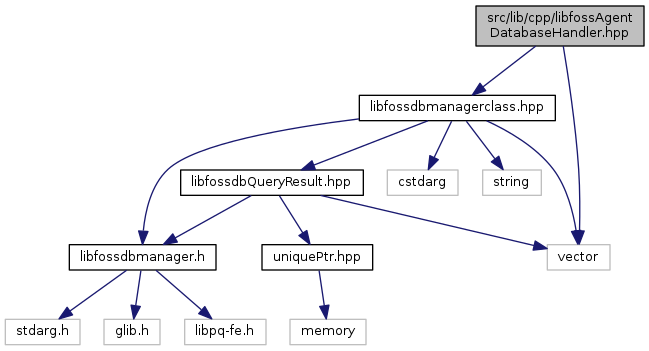 src/lib/cpp/libfossAgent
DatabaseHandler.hpp
libfossdbmanagerclass.hpp
libfossdbQueryResult.hpp
cstdarg
string
libfossdbmanager.h
uniquePtr.hpp
vector
stdarg.h
glib.h
libpq-fe.h
memory